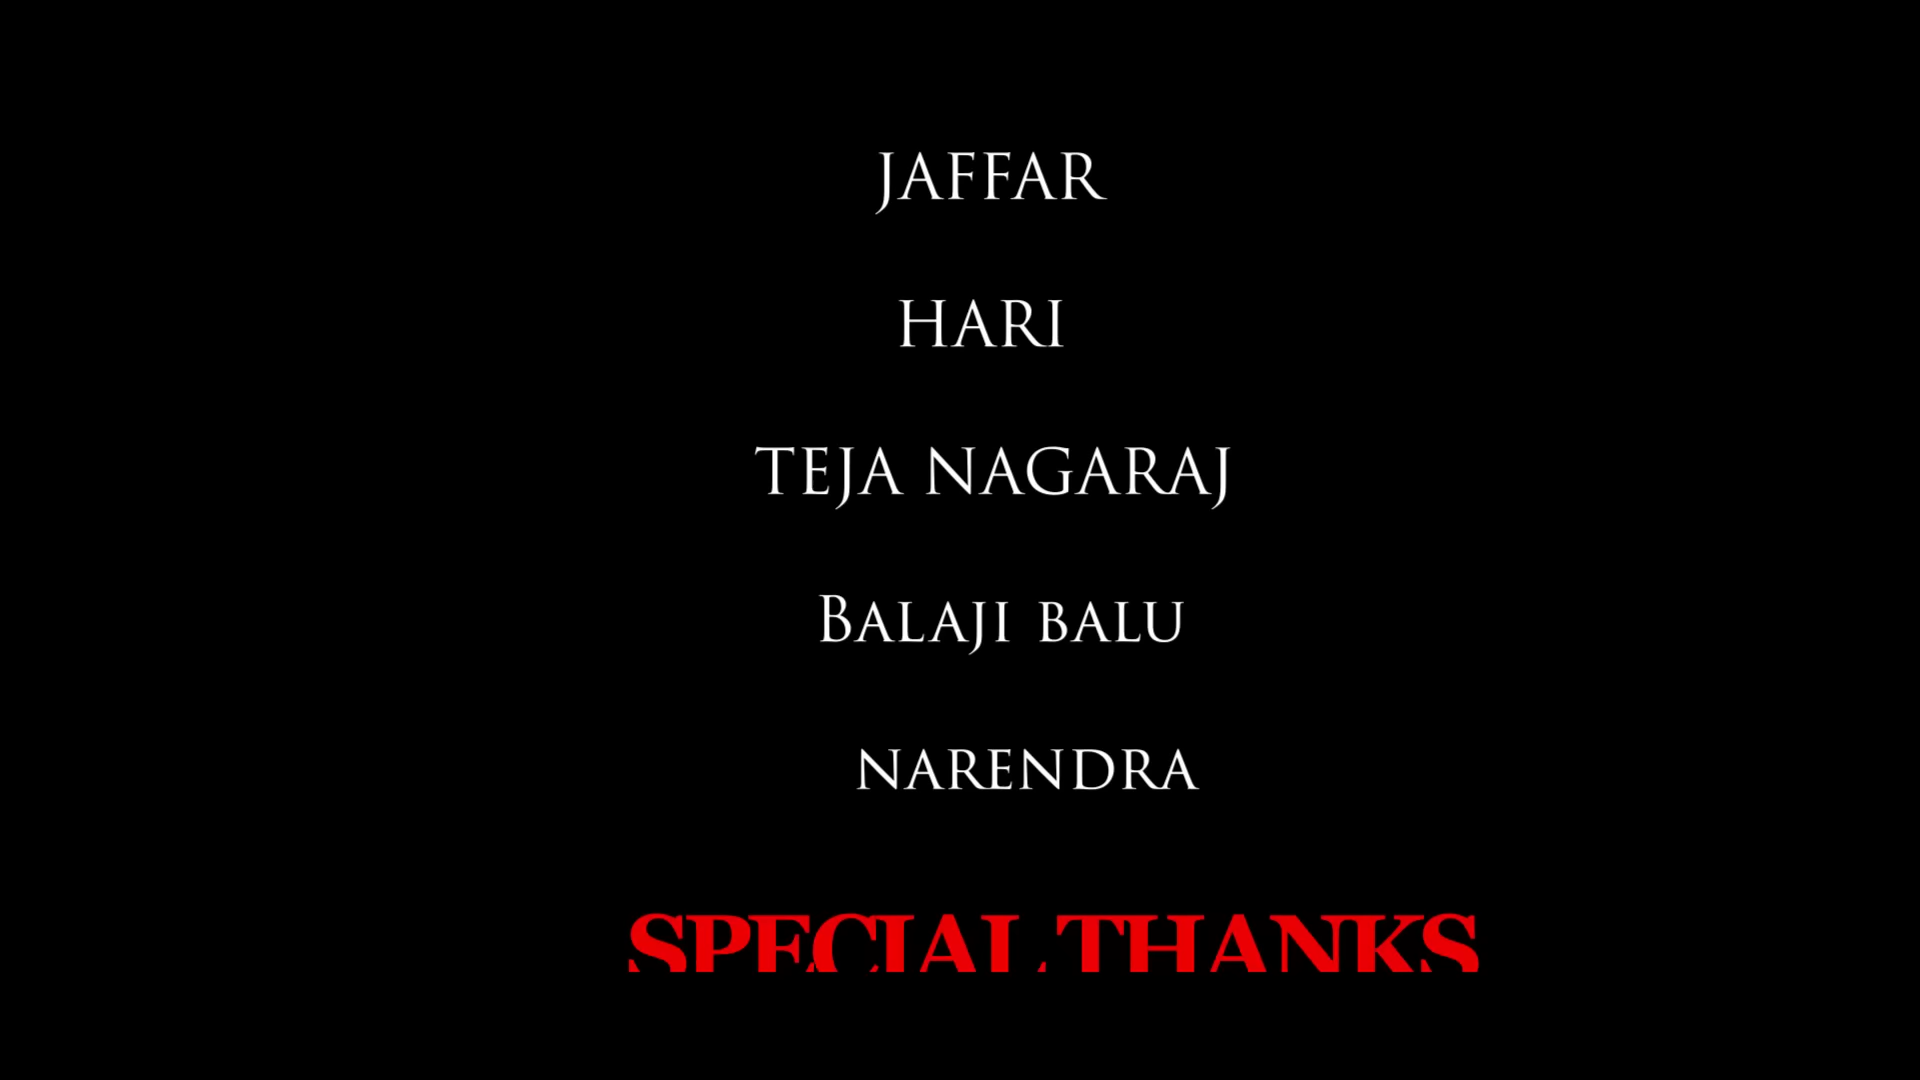 JAFFAR
HARI
TEJA NAGARAJ
BALAJI BALU
NARENDRA
SPECIAL THANKS